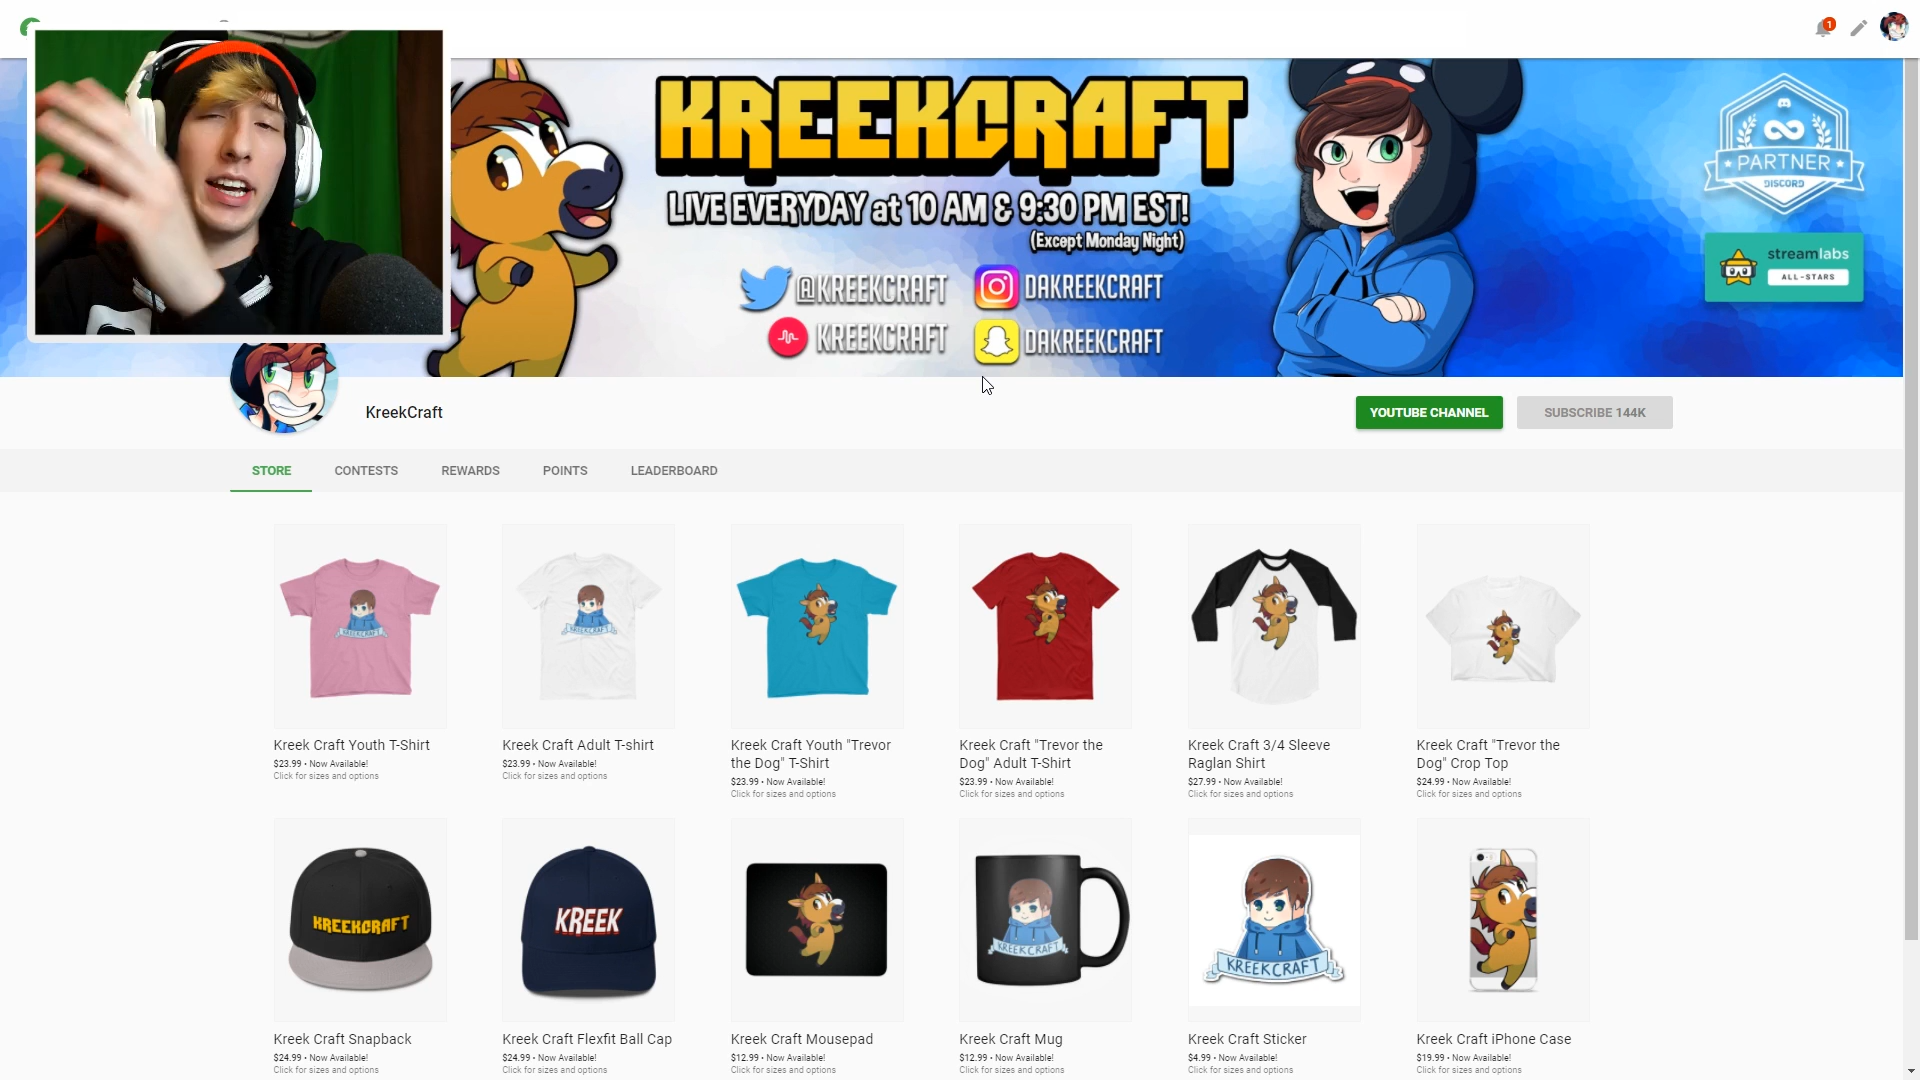 1
KREEKCRAFT
LIVE EVERYDAY at 10 AM & 9:30 PM EST!
(Except Monday Night)
@KREEKCRAFT
DAKREEKCRAFT
KREEKCRAFT
DAKREEKCRAFT
PARTNER
DISCORD
streamlabs
ALL-STARS
KreekCraft
YOUTUBE CHANNEL
SUBSCRIBE 144K
STORE CONTESTS REWARDS POINTS LEADERBOARD
KREEKCRAFT
KREEKCRAFT
Kreek Craft Youth T-Shirt
$23.99 • Now Available!
Click for sizes and options
Kreek Craft Adult T-shirt
$23.99 • Now Available!
Click for sizes and options
Kreek Craft Youth "Trevor
the Dog" T-Shirt
$23.99 • Now Available!
Click for sizes and options
Kreek Craft "Trevor the
Dog" Adult T-Shirt
$23.99 • Now Available!
Click for sizes and options
Kreek Craft 3/4 Sleeve
Raglan Shirt
$27.99 • Now Available!
Click for sizes and options
Kreek Craft "Trevor the
Dog" Crop Top
$24.99 • Now Available!
Click for sizes and options
KREEKCRAFT
KREEK
KREEKCRAFT
KREEKCRAFT
Kreek Craft Snapback
$24.99 • Now Available!
Click for sizes and options
Kreek Craft Flexfit Ball Cap
$24.99 • Now Available!
Click for sizes and options
Kreek Craft Mousepad
$12.99 • Now Available!
Click for sizes and options
Kreek Craft Mug
$12.99 • Now Available!
Click for sizes and options
Kreek Craft Sticker
$4.99 • Now Available!
Click for sizes and options
Kreek Craft iPhone Case
$19.99 • Now Available!
Click for sizes and options